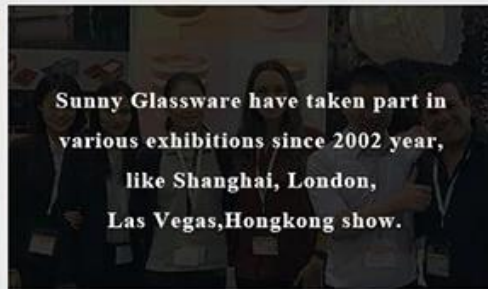 Sunny Glassware have taken part in
various exhibitions since 2002 year,
like Shanghai, London,
Las Vegas,Hongkong show.